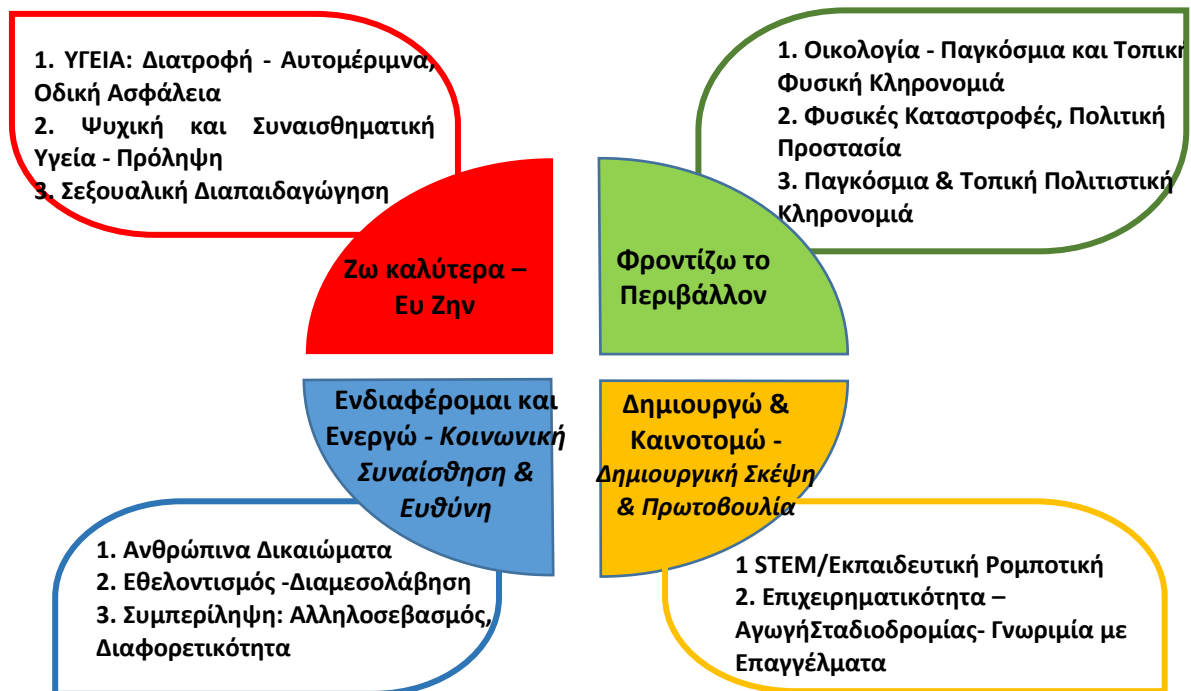 1. ΥΓΕΙΑ: Διατροφή - Αυτομέριμνα,
Οδική Ασφάλεια
2. Ψυχική και Συναισθηματική
Υγεία - Πρόληψη
3. Σεξουαλική Διαπαιδαγώγηση
1. Οικολογία - Παγκόσμια και Τοπική
Φυσική Κληρονομιά
2. Φυσικές Καταστροφές, Πολιτική
Προστασία
3. Παγκόσμια & Τοπική Πολιτιστική
Κληρονομιά
Ζω καλύτερα –
Ευ Ζην
Φροντίζω το
Περιβάλλον
Ενδιαφέρομαι και
Ενεργώ - Κοινωνική
Συναίσθηση &
Ευθύνη
Δημιουργώ &
Καινοτομώ -
Δημιουργική Σκέψη
& Πρωτοβουλία
1. Ανθρώπινα Δικαιώματα
2. Εθελοντισμός -Διαμεσολάβηση
3. Συμπερίληψη: Αλληλοσεβασμός,
Διαφορετικότητα
1 STEM/Εκπαιδευτική Ρομποτική
2. Επιχειρηματικότητα –
ΑγωγήΣταδιοδρομίας- Γνωριμία με
Επαγγέλματα